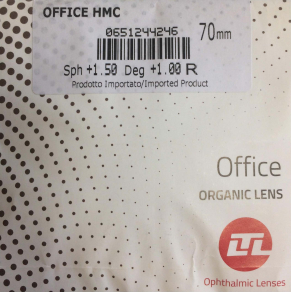 OFFICE HMC
0651244246
70mm
Sph +1.50 Deg +1.00 R
Prodotto Importato/Imported Product
Office
ORGANIC LENS
LTL
Ophthalmic Lenses